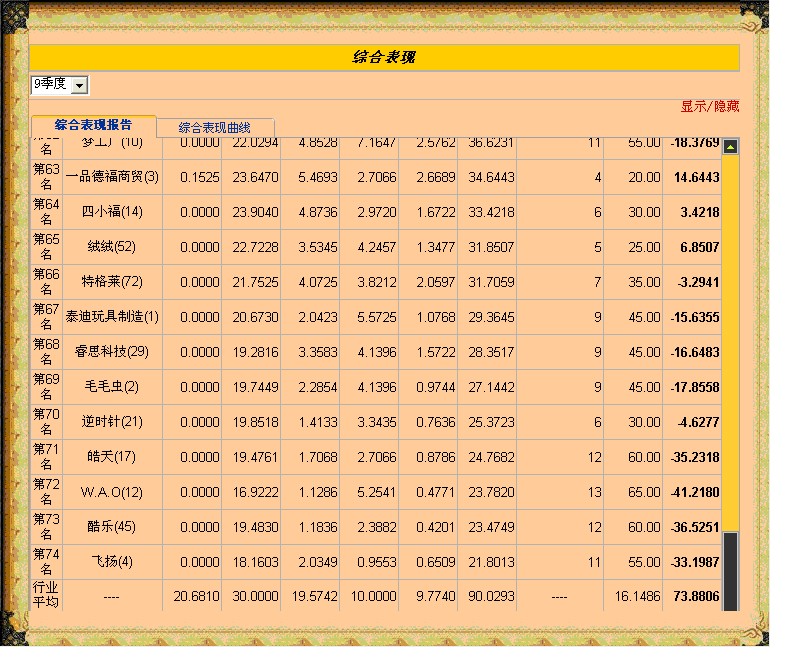 综合表现
9季度
显示/隐藏
综合表现报告 综合表现曲线
名 梦工厂(10) 0.0000 22.0294 4.8528 7.1647 2.5762 36.6231 11 55.00 -18.3769
第63名 一品德福商贸(3) 0.1525 23.6470 5.4693 2.7066 2.6689 34.6443 4 20.00 14.6443
第64名 四小福(14) 0.0000 23.9040 4.8736 2.9720 1.6722 33.4218 6 30.00 3.4218
第65名 绒绒(52) 0.0000 22.7228 3.5345 4.2457 1.3477 31.8507 5 25.00 6.8507
第66名 特格莱(72) 0.0000 21.7525 4.0725 3.8212 2.0597 31.7059 7 35.00 -3.2941
第67名 泰迪玩具制造(1) 0.0000 20.6730 2.0423 5.5725 1.0768 29.3645 9 45.00 -15.6355
第68名 睿思科技(29) 0.0000 19.2816 3.3583 4.1396 1.5722 28.3517 9 45.00 -16.6483
第69名 毛毛虫(2) 0.0000 19.7449 2.2854 4.1396 0.9744 27.1442 9 45.00 -17.8558
第70名 逆时针(21) 0.0000 19.8518 1.4133 3.3435 0.7636 25.3723 6 30.00 -4.6277
第71名 皓天(17) 0.0000 19.4761 1.7068 2.7066 0.8786 24.7682 12 60.00 -35.2318
第72名 W.A.O(12) 0.0000 16.9222 1.1286 5.2541 0.4771 23.7820 13 65.00 -41.2180
第73名 酷乐(45) 0.0000 19.4830 1.1836 2.3882 0.4201 23.4749 12 60.00 -36.5251
第74名 飞扬(4) 0.0000 18.1603 2.0349 0.9553 0.6509 21.8013 11 55.00 -33.1987
行业平均 ---- 20.6810 30.0000 19.5742 10.0000 9.7740 90.0293 ---- 16.1486 73.8806